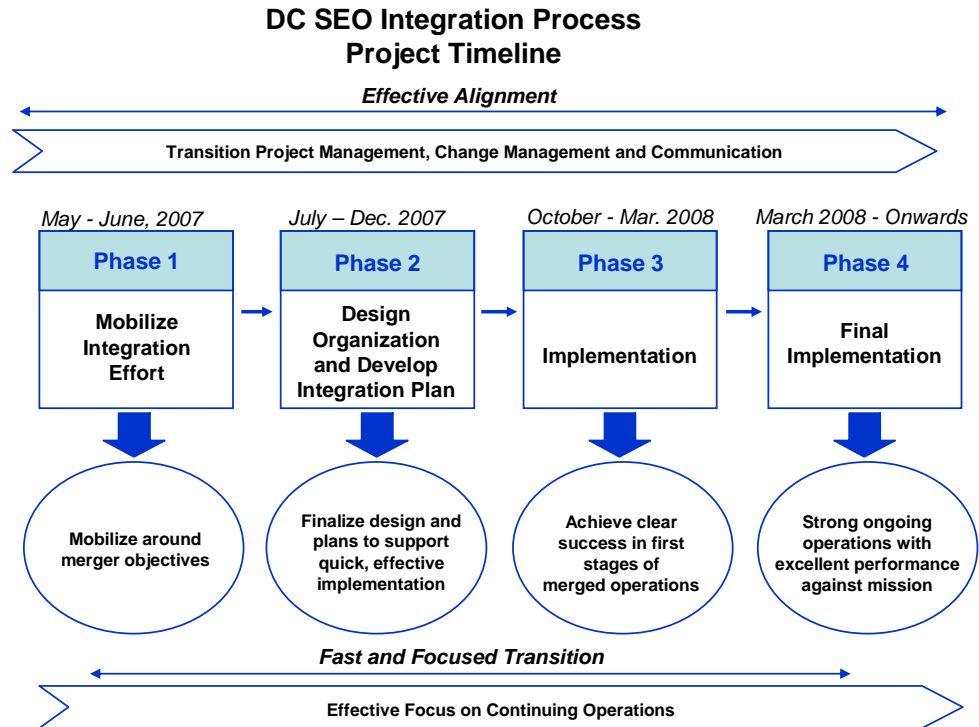 DC SEO Integration Process
Project Timeline
Effective Alignment
Transition Project Management, Change Management and Communication
May - June, 2007
July – Dec. 2007
October - Mar. 2008
March 2008 - Onwards
Phase 1
Phase 2
Phase 3
Phase 4
Mobilize
Integration
Effort
Design
Organization
and Develop
Integration Plan
Implementation
Final
Implementation
Mobilize around
merger objectives
Finalize design and
plans to support
quick, effective
implementation
Achieve clear
success in first
stages of
merged operations
Strong ongoing
operations with
excellent performance
against mission
Fast and Focused Transition
Effective Focus on Continuing Operations